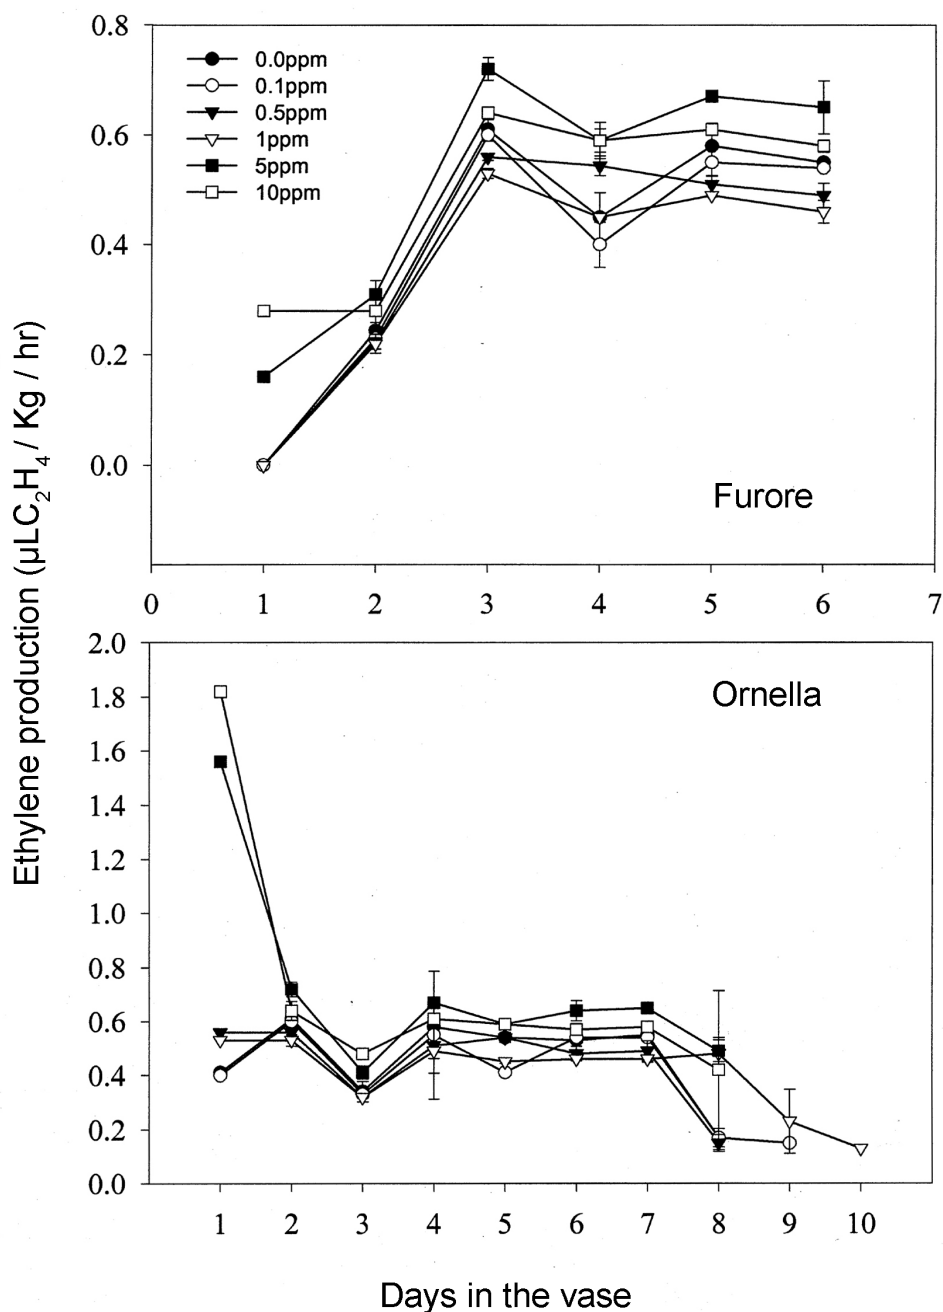 0.8
0.6
0.4
0.2
0.0
0.0ppm
0.1ppm
0.5ppm
1ppm
5ppm
10ppm
Furore
0 1 2 3 4 5 6 7
Ethylene production (µLC₂H₄ / Kg / hr)
2.0
1.8
1.6
1.4
1.2
1.0
0.8
0.6
0.4
0.2
0.0
Ornella
1 2 3 4 5 6 7 8 9 10
Days in the vase